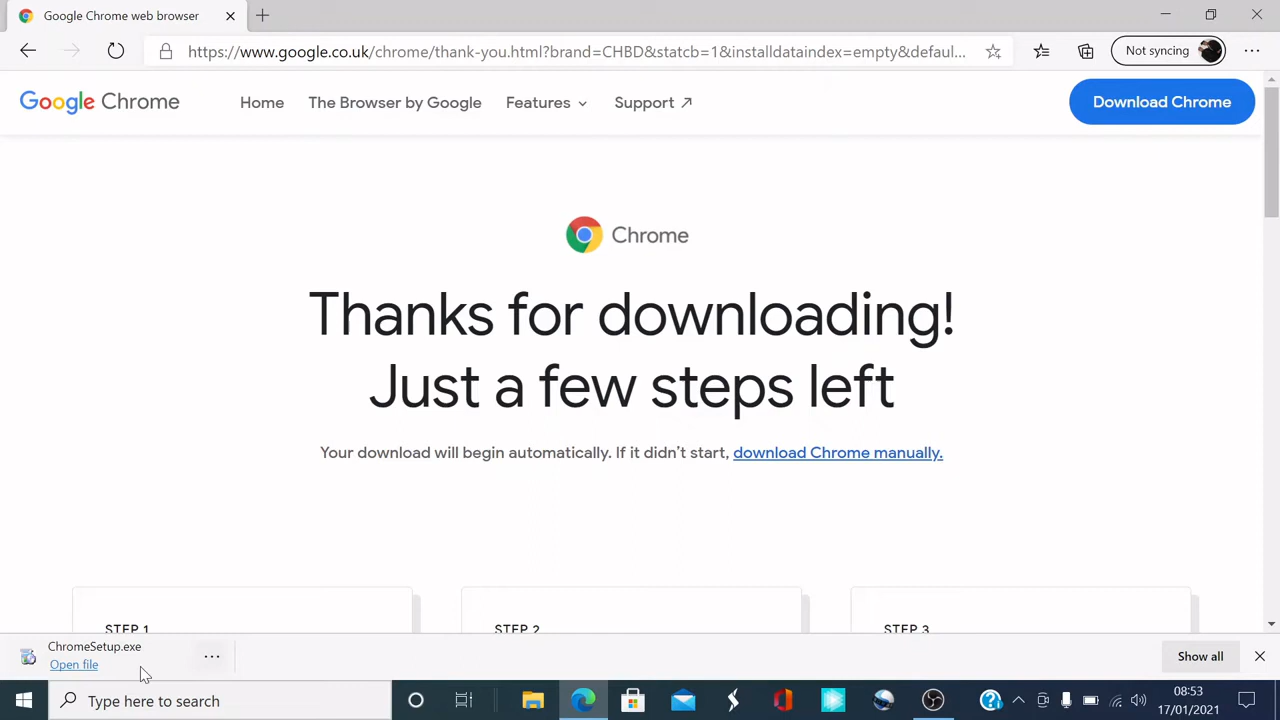 Google Chrome web browser
https://www.google.co.uk/chrome/thank-you.html?brand=CHBD&statcb=1&installdataindex=empty&defaul...
Not syncing
Google Chrome
Home
The Browser by Google
Features
Support
Download Chrome
Chrome
Thanks for downloading!
Just a few steps left
Your download will begin automatically. If it didn't start, download Chrome manually.
STEP 1
STEP 2
STEP 3
ChromeSetup.exe
Open file
Show all
Type here to search
08:53
17/01/2021